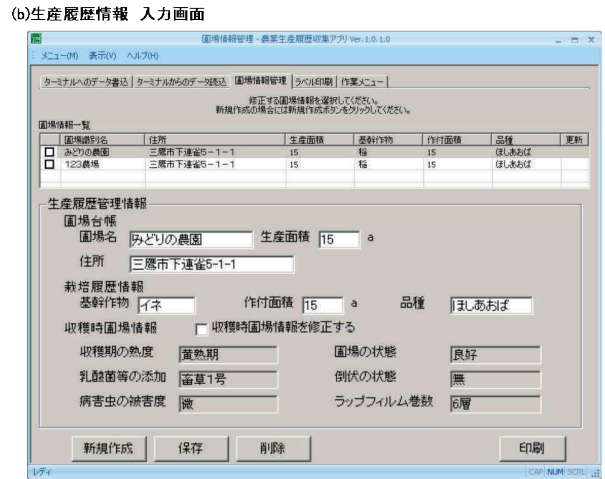 (b)生産履歴情報 入力画面
圃場情報管理 - 農業生産履歴収集アプリ Ver.1.0.1.0
メニュー(M) 表示(V) ヘルプ(H)
ターミナルへのデータ書込 ターミナルからのデータ読込 圃場情報管理 ラベル印刷 作業メニュー
修正する圃場情報を選択してください。
新規作成の場合には新規作成ボタンをクリックしてください。
圃場情報一覧
圃場識別名 住所 生産面積 基幹作物 作付面積 品種 更新
みどりの農園 三鷹市下連雀5-1-1 15 稲 15 ほしあおば
123農場 三鷹市下連雀5-1-1 15 稲 15 ほしあおば
生産履歴管理情報
圃場台帳
圃場名 みどりの農園 生産面積 15 a
住所 三鷹市下連雀5-1-1
栽培履歴情報
基幹作物 イネ 作付面積 15 a 品種 ほしあおば
収穫時圃場情報 収穫時圃場情報を修正する
収穫期の熟度 黄熟期 圃場の状態 良好
乳酸菌等の添加 畜草1号 倒伏の状態 無
病害虫の被害度 微 ラップフィルム巻数 6層
新規作成 保存 削除 印刷
レディ CAP NUM SCRL